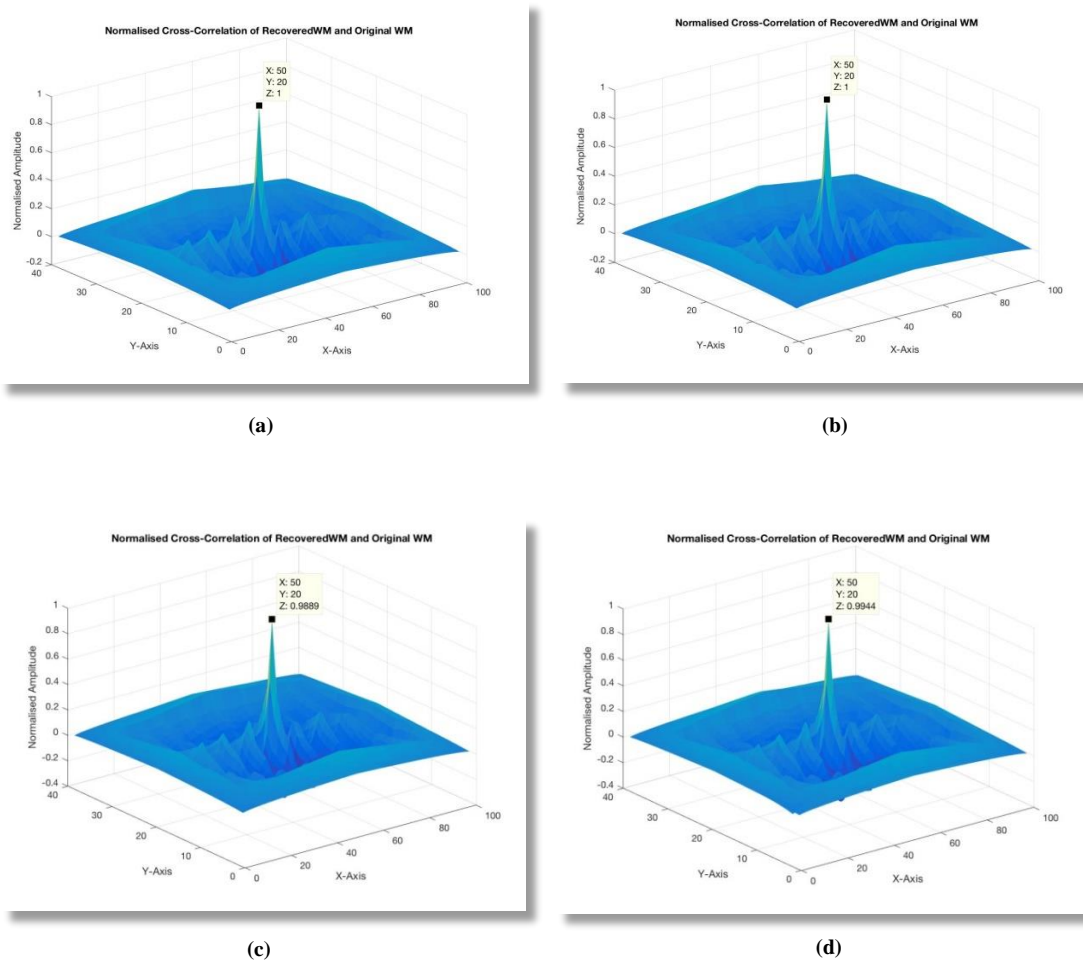 Normalised Cross-Correlation of RecoveredWM and Original WM
X: 50
Y: 20
Z: 1
1
0.8
0.6
0.4
0.2
0
-0.2
Normalised Amplitude
40
30
20
10
0
Y-Axis
0
20
40
60
80
100
X-Axis
(a)
Normalised Cross-Correlation of RecoveredWM and Original WM
X: 50
Y: 20
Z: 1
1
0.8
0.6
0.4
0.2
0
-0.2
Normalised Amplitude
40
30
20
10
0
Y-Axis
0
20
40
60
80
100
X-Axis
(b)
Normalised Cross-Correlation of RecoveredWM and Original WM
X: 50
Y: 20
Z: 0.9889
1
0.8
0.6
0.4
0.2
0
-0.2
-0.4
Normalised Amplitude
40
30
20
10
0
Y-Axis
0
20
40
60
80
100
X-Axis
(c)
Normalised Cross-Correlation of RecoveredWM and Original WM
X: 50
Y: 20
Z: 0.9944
1
0.8
0.6
0.4
0.2
0
-0.2
-0.4
Normalised Amplitude
40
30
20
10
0
Y-Axis
0
20
40
60
80
100
X-Axis
(d)